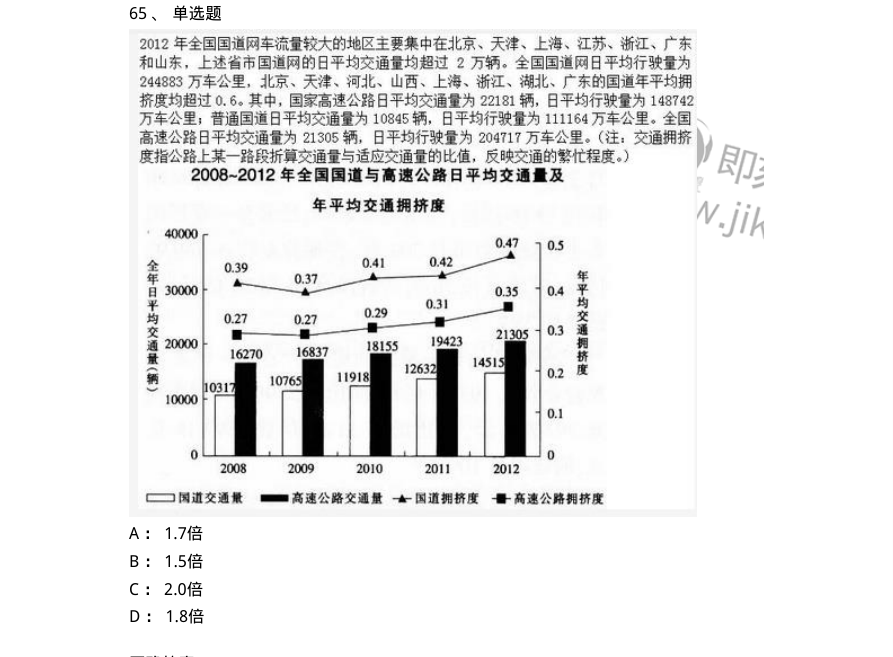 65 、 单选题
2012 年全国国道网车流量较大的地区主要集中在北京、天津、上海、江苏、浙江、广东
和山东，上述省市国道网的日平均交通量均超过 2 万辆。全国国道网日平均行驶量为
244883 万车公里，北京、天津、河北、山西、上海、浙江、湖北、广东的国道年平均拥
挤度均超过 0.6。其中，国家高速公路日平均交通量为 22181 辆，日平均行驶量为 148742
万车公里；普通国道日平均交通量为 10845 辆，日平均行驶量为 111164 万车公里。全国
高速公路日平均交通量为 21305 辆，日平均行驶量为 204717 万车公里。（注：交通拥挤
度指公路上某一路段折算交通量与适应交通量的比值，反映交通的繁忙程度。）
即
w.jik
2008~2012 年全国国道与高速公路日平均交通量及
年平均交通拥挤度
全年日平均交通量（辆）
年平均交通拥挤度
40000
30000
20000
10000
0
0.5
0.4
0.3
0.2
0.1
0
0.39
0.37
0.41
0.42
0.47
0.27
0.27
0.29
0.31
0.35
10317
16270
10765
16837
11918
18155
12632
19423
14515
21305
2008
2009
2010
2011
2012
国道交通量
高速公路交通量
国道拥挤度
高速公路拥挤度
A： 1.7倍
B： 1.5倍
C： 2.0倍
D： 1.8倍